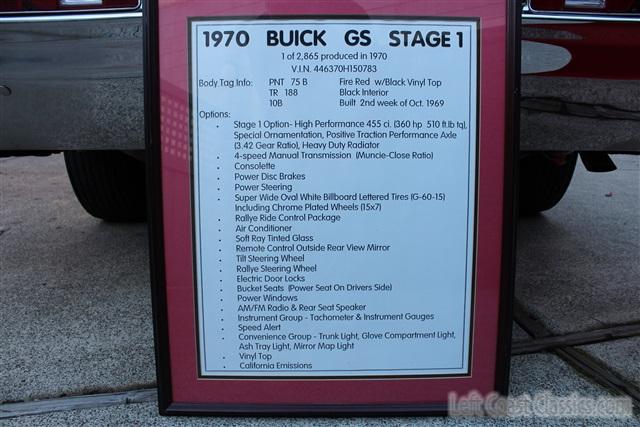 1970 BUICK GS STAGE 1
1 of 2,865 produced in 1970
V.I.N. 446370H150783
Body Tag Info: PNT 75 B Fire Red w/Black Vinyl Top
TR 188 Black Interior
10B Built 2nd week of Oct. 1969
Options:
• Stage 1 Option- High Performance 455 ci. (360 hp 510 ft.lb tq),
Special Ornamentation, Positive Traction Performance Axle
(3.42 Gear Ratio), Heavy Duty Radiator
• 4-speed Manual Transmission (Muncie-Close Ratio)
• Consolette
• Power Disc Brakes
• Power Steering
• Super Wide Oval White Billboard Lettered Tires (G-60-15)
Including Chrome Plated Wheels (15x7)
• Rallye Ride Control Package
• Air Conditioner
• Soft Ray Tinted Glass
• Remote Control Outside Rear View Mirror
• Tilt Steering Wheel
• Rallye Steering Wheel
• Electric Door Locks
• Bucket Seats (Power Seat On Drivers Side)
• Power Windows
• AM/FM Radio & Rear Seat Speaker
• Instrument Group - Tachometer & Instrument Gauges
• Speed Alert
• Convenience Group - Trunk Light, Glove Compartment Light,
Ash Tray Light, Mirror Map Light
• Vinyl Top
• California Emissions
Left Coast Classics.com